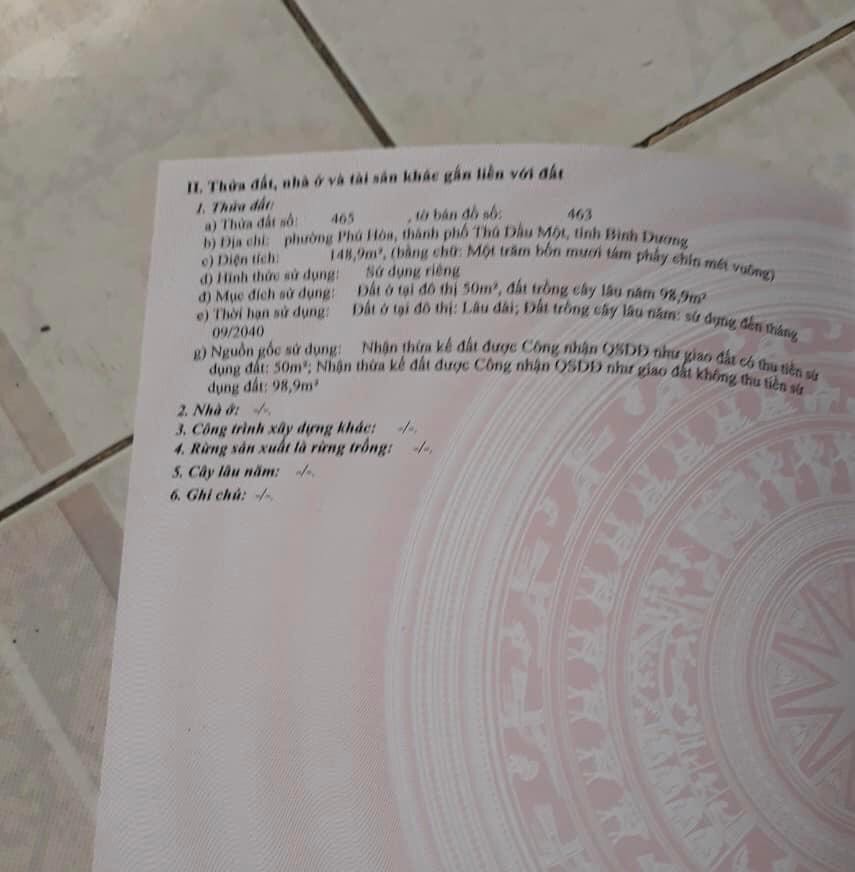 II. Thửa đất, nhà ở và tài sản khác gắn liền với đất
1. Thửa đất:
a) Thửa đất số: 465 , tờ bản đồ số: 463
b) Địa chỉ: phường Phú Hòa, thành phố Thủ Dầu Một, tỉnh Bình Dương
c) Diện tích: 148,9m², (bằng chữ: Một trăm bốn mươi tám phẩy chín mét vuông)
d) Hình thức sử dụng: Sử dụng riêng
đ) Mục đích sử dụng: Đất ở tại đô thị 50m², đất trồng cây lâu năm 98,9m²
e) Thời hạn sử dụng: Đất ở tại đô thị: Lâu dài; Đất trồng cây lâu năm: sử dụng đến tháng
09/2040
g) Nguồn gốc sử dụng: Nhận thừa kế đất được Công nhận QSDĐ như giao đất có thu tiền sử
dụng đất: 50m²; Nhận thừa kế đất được Công nhận QSDĐ như giao đất không thu tiền sử
dụng đất: 98,9m²
2. Nhà ở: -/-.
3. Công trình xây dựng khác: -/-.
4. Rừng sản xuất là rừng trồng: -/-.
5. Cây lâu năm: -/-.
6. Ghi chú: -/-.